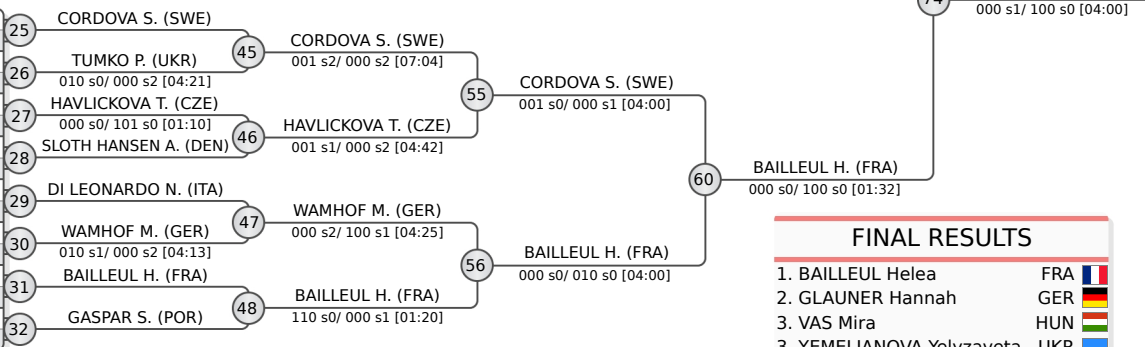 74
000 s1/ 100 s0 [04:00]
25
CORDOVA S. (SWE)
45
CORDOVA S. (SWE)
001 s2/ 000 s2 [07:04]
26
TUMKO P. (UKR)
010 s0/ 000 s2 [04:21]
55
CORDOVA S. (SWE)
001 s0/ 000 s1 [04:00]
27
HAVLICKOVA T. (CZE)
000 s0/ 101 s0 [01:10]
46
HAVLICKOVA T. (CZE)
001 s1/ 000 s2 [04:42]
28
SLOTH HANSEN A. (DEN)
60
BAILLEUL H. (FRA)
000 s0/ 100 s0 [01:32]
29
DI LEONARDO N. (ITA)
47
WAMHOF M. (GER)
000 s2/ 100 s1 [04:25]
30
WAMHOF M. (GER)
010 s1/ 000 s2 [04:13]
56
BAILLEUL H. (FRA)
000 s0/ 010 s0 [04:00]
31
BAILLEUL H. (FRA)
48
BAILLEUL H. (FRA)
110 s0/ 000 s1 [01:20]
32
GASPAR S. (POR)
FINAL RESULTS
1. BAILLEUL Helea FRA
2. GLAUNER Hannah GER
3. VAS Mira HUN
3. YEMELIANOVA Yelyzaveta UKR